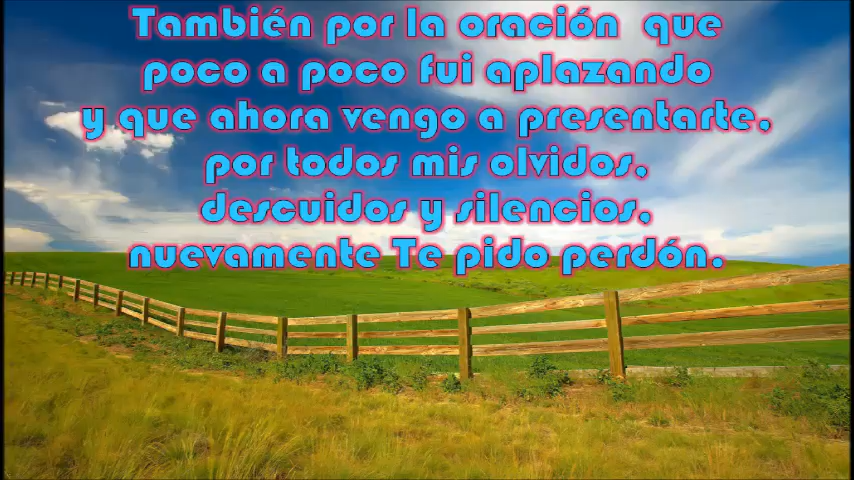 También por la oración que
poco a poco fui aplazando
y que ahora vengo a presentarte,
por todos mis olvidos,
descuidos y silencios,
nuevamente Te pido perdón.